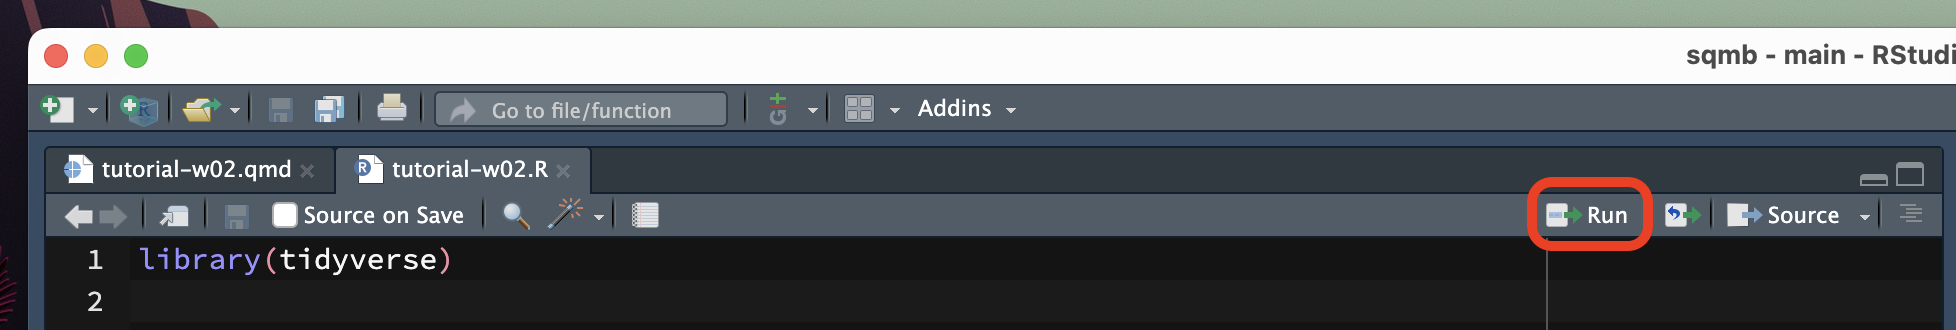 sqmb - main - RStudi
Go to file/function
Addins
tutorial-w02.qmd
tutorial-w02.R
Source on Save
Run
Source
1 library(tidyverse)
2